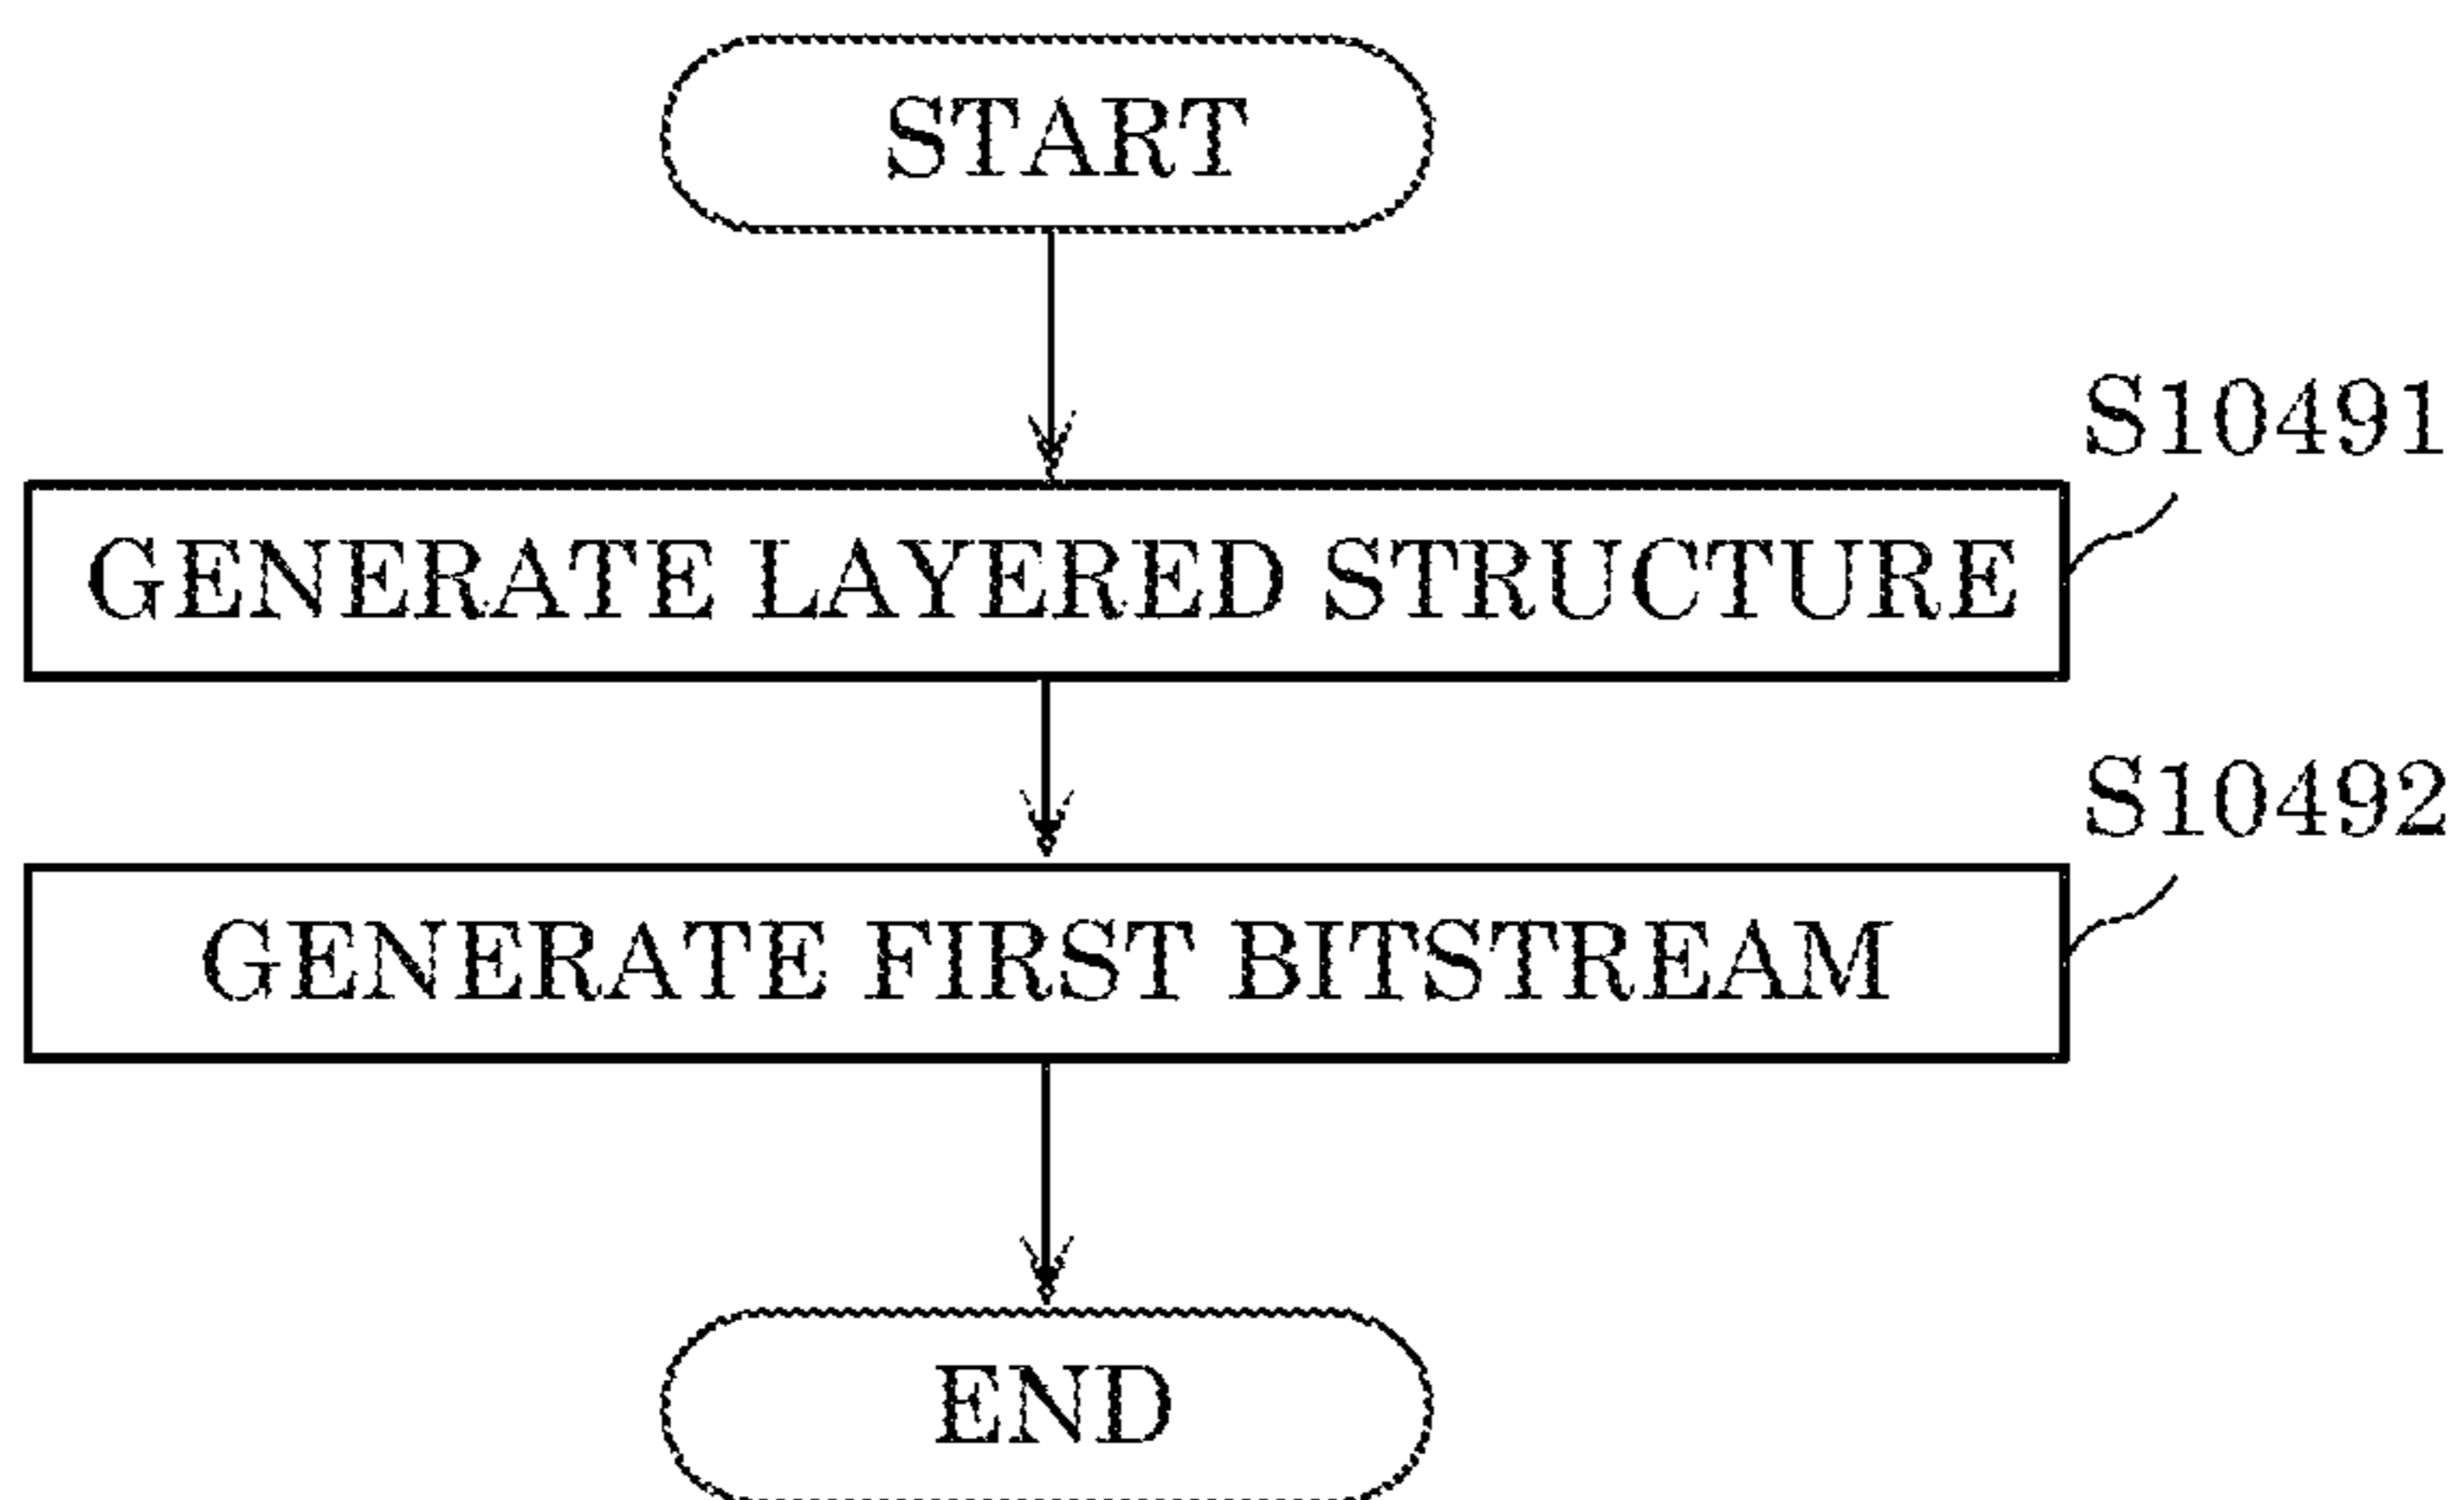 START
S10491
GENERATE LAYERED STRUCTURE
S10492
GENERATE FIRST BITSTREAM
END